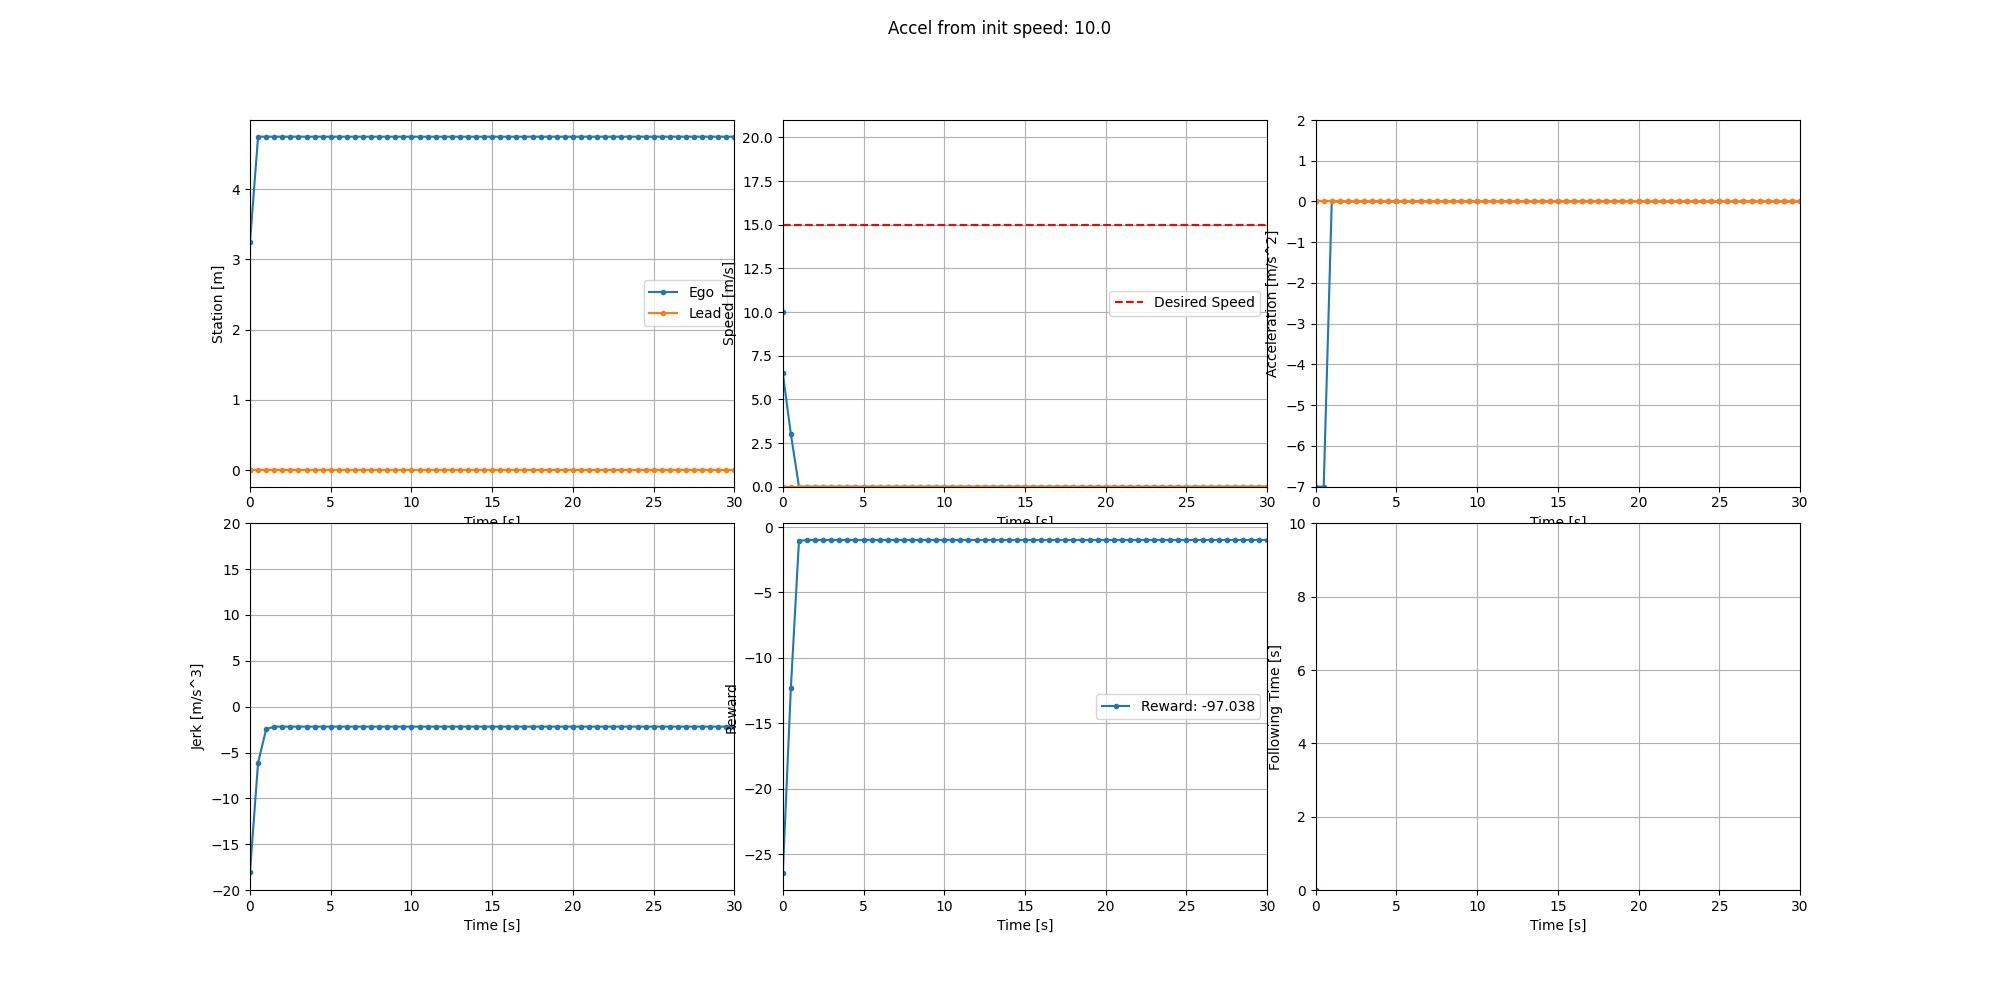 Accel from init speed: 10.0
Station [m]
4
3
2
1
0
Ego
Lead
0 5 10 15 20 25 30
Time [s]
Speed [m/s]
20.0
17.5
15.0
12.5
10.0
7.5
5.0
2.5
0.0
Desired Speed
0 5 10 15 20 25 30
Time [s]
Acceleration [m/s^2]
2
1
0
−1
−2
−3
−4
−5
−6
−7
0 5 10 15 20 25 30
Time [s]
Jerk [m/s^3]
20
15
10
5
0
−5
−10
−15
−20
0 5 10 15 20 25 30
Time [s]
Reward
0
−5
−10
−15
−20
−25
Reward: -97.038
0 5 10 15 20 25 30
Time [s]
Following Time [s]
10
8
6
4
2
0
0 5 10 15 20 25 30
Time [s]